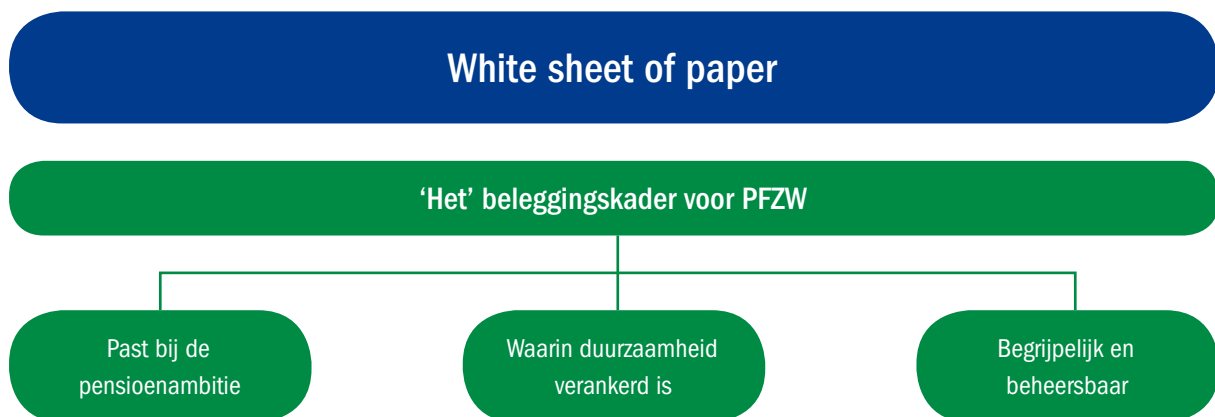 White sheet of paper
‘Het’ beleggingskader voor PFZW
Past bij de
pensioenambitie
Waarin duurzaamheid
verankerd is
Begrijpelijk en
beheersbaar